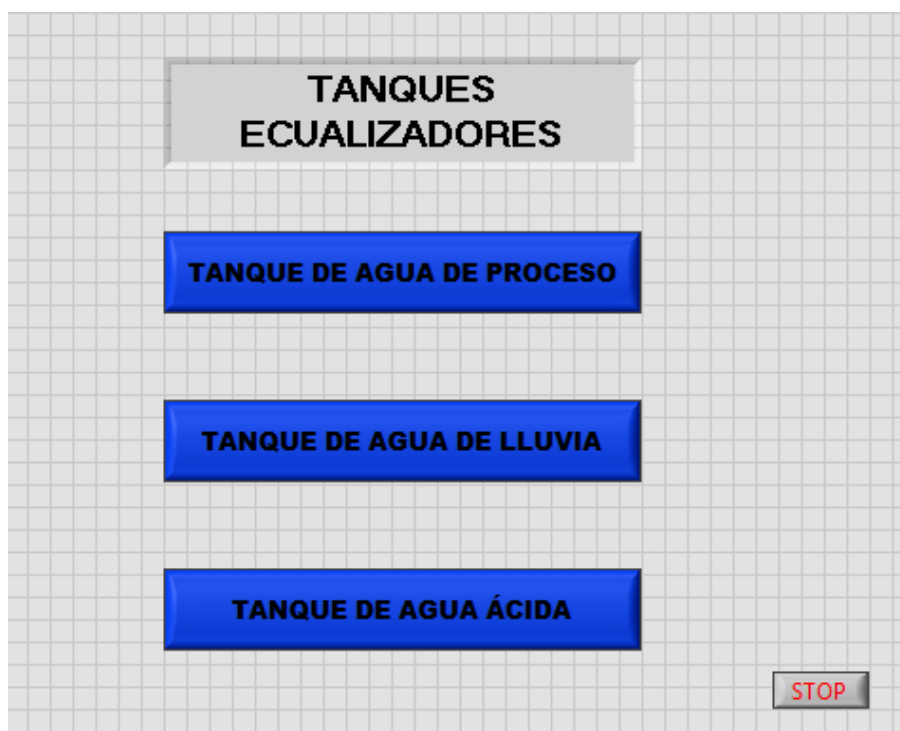 TANQUES
ECUALIZADORES
TANQUE DE AGUA DE PROCESO
TANQUE DE AGUA DE LLUVIA
TANQUE DE AGUA ÁCIDA
STOP